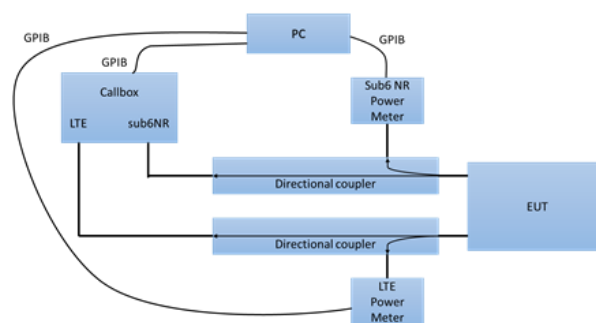 GPIB
PC
GPIB
GPIB
Callbox
LTE sub6NR
Sub6 NR
Power
Meter
Directional coupler
EUT
Directional coupler
LTE
Power
Meter